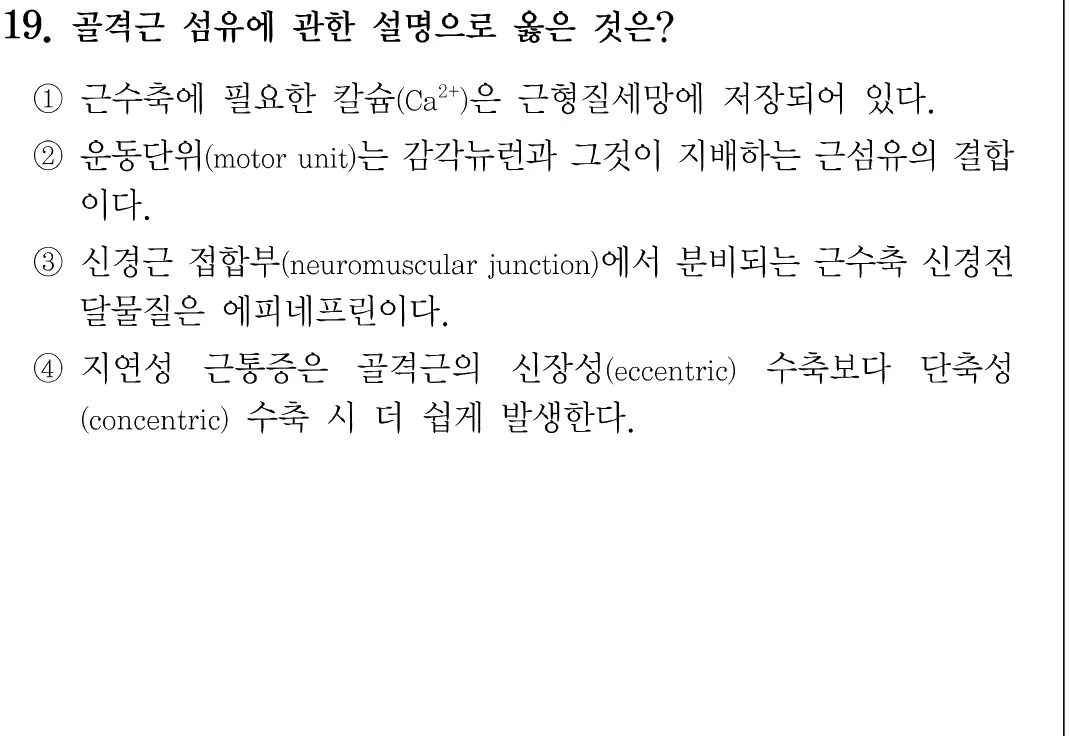 19. 골격근 섬유에 관한 설명으로 옳은 것은?
① 근수축에 필요한 칼슘(Ca²⁺)은 근형질세망에 저장되어 있다.
② 운동단위(motor unit)는 감각뉴런과 그것이 지배하는 근섬유의 결합
이다.
③ 신경근 접합부(neuromuscular junction)에서 분비되는 근수축 신경전
달물질은 에피네프린이다.
④ 지연성 근통증은 골격근의 신장성(eccentric) 수축보다 단축성
(concentric) 수축 시 더 쉽게 발생한다.